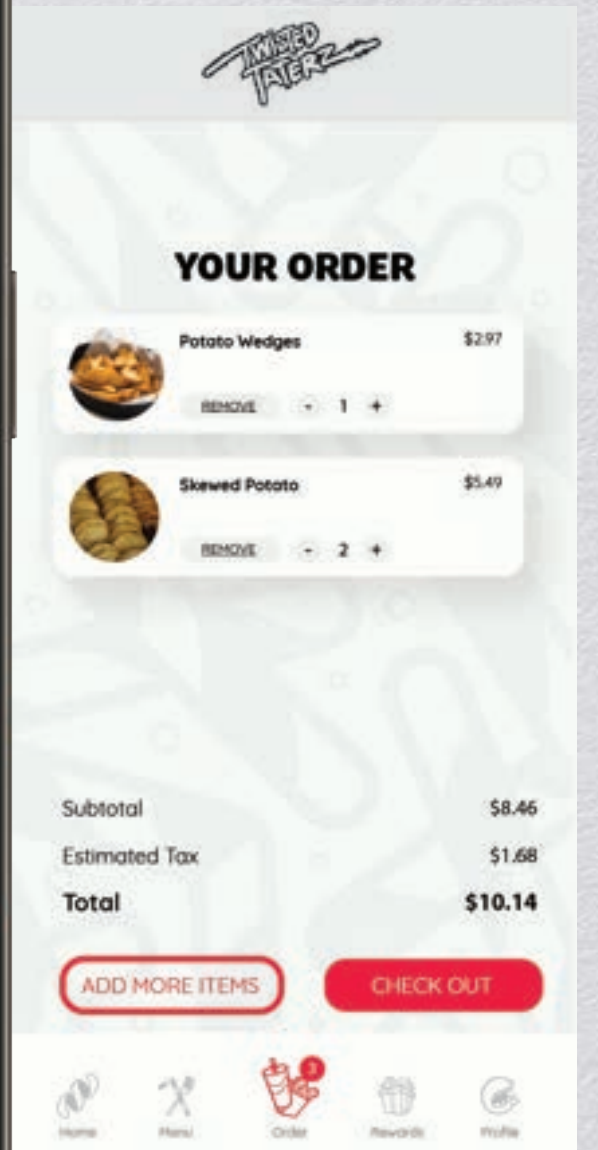 TWISTED
TATERZ
YOUR ORDER
Potato Wedges $2.97
REMOVE - 1 +
Skewed Potato $5.49
REMOVE - 2 +
Subtotal $8.46
Estimated Tax $1.68
Total $10.14
ADD MORE ITEMS CHECK OUT
3
Home Menu Order Rewards Profile